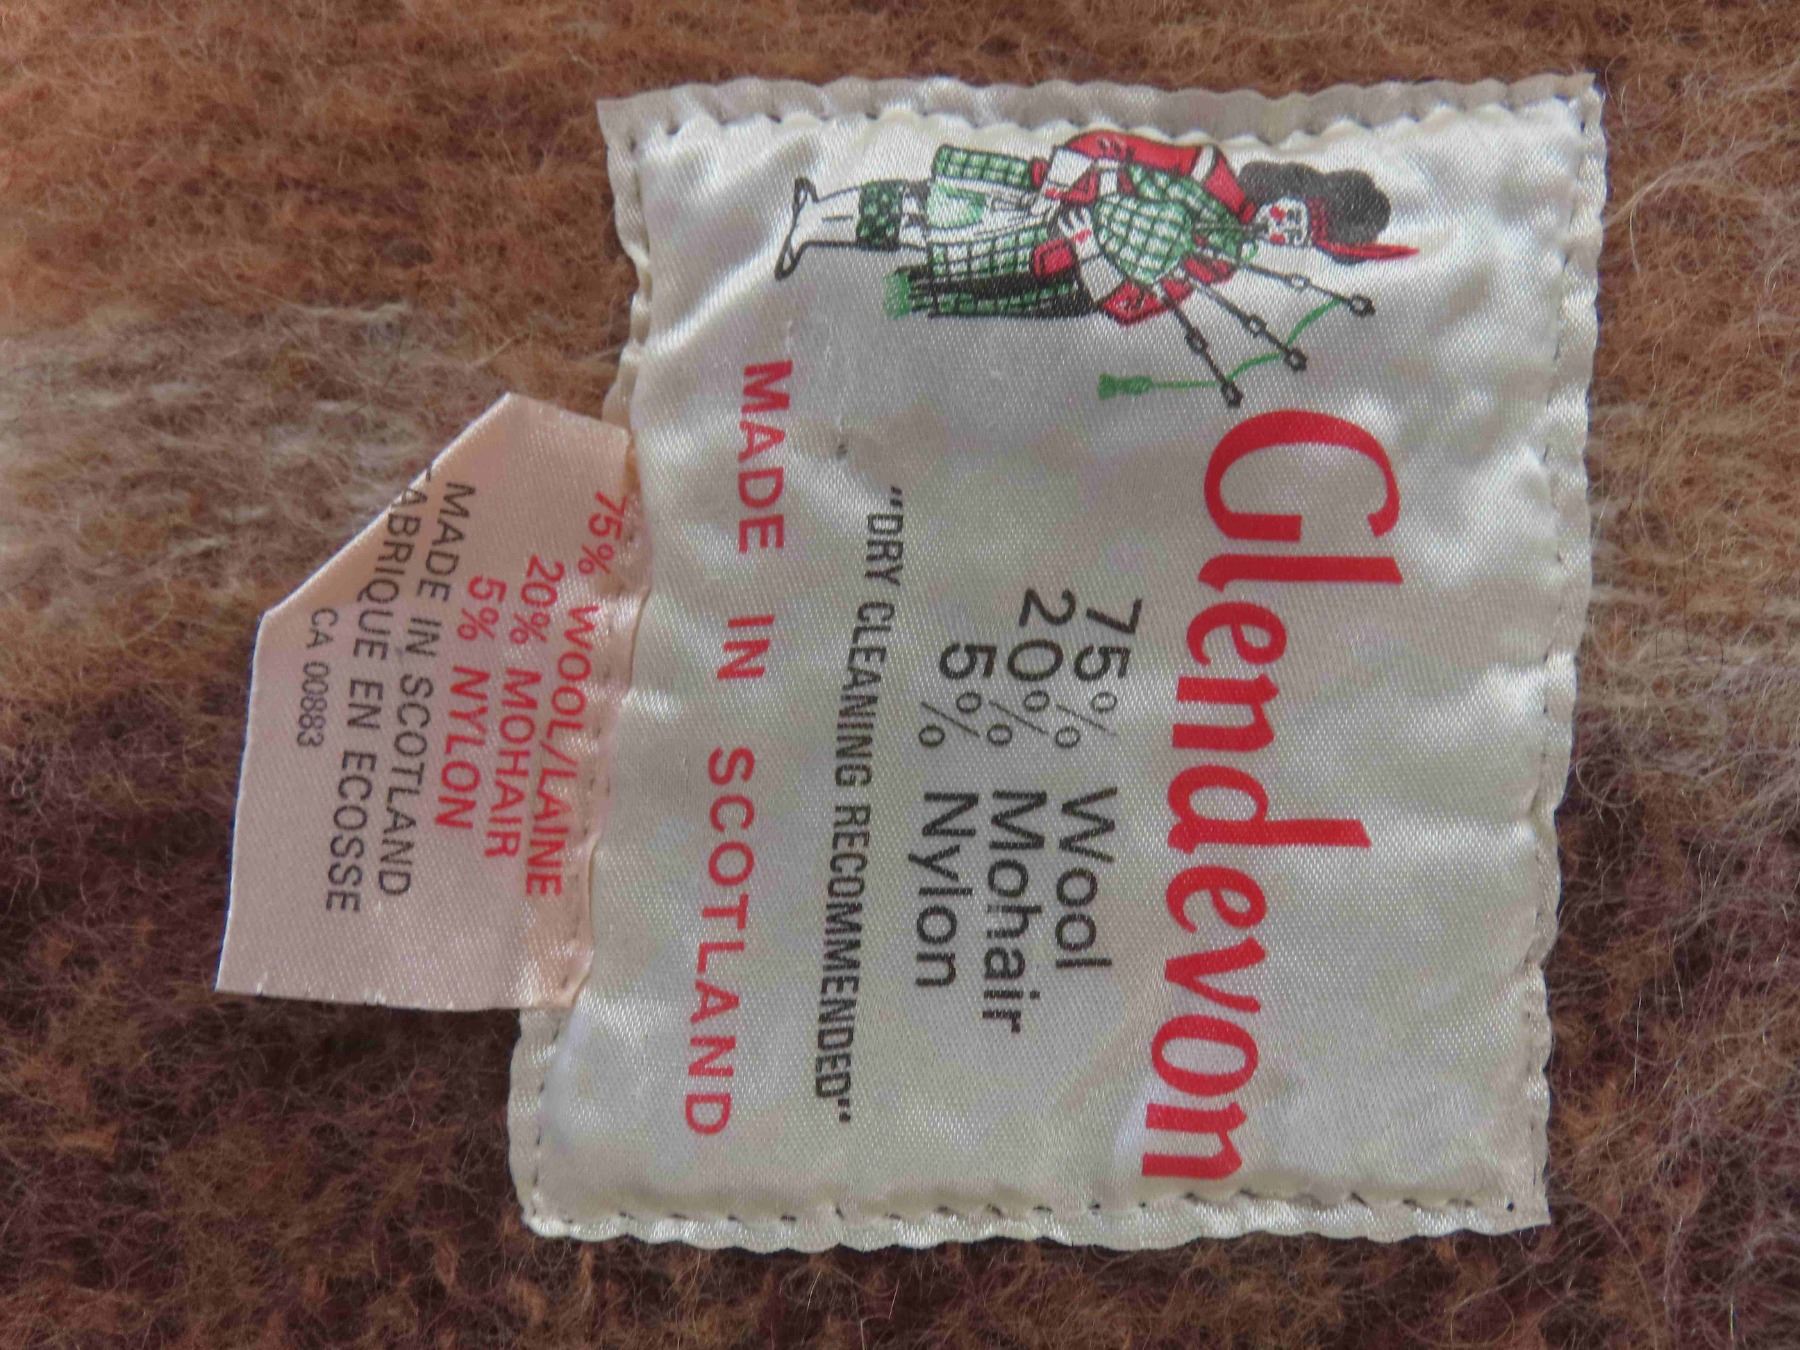 Glendevon
75% Wool
20% Mohair
5% Nylon
"DRY CLEANING RECOMMENDED"
MADE IN SCOTLAND
75% WOOL/LAINE
20% MOHAIR
5% NYLON
MADE IN SCOTLAND
FABRIQUE EN ECOSSE
CA 00883